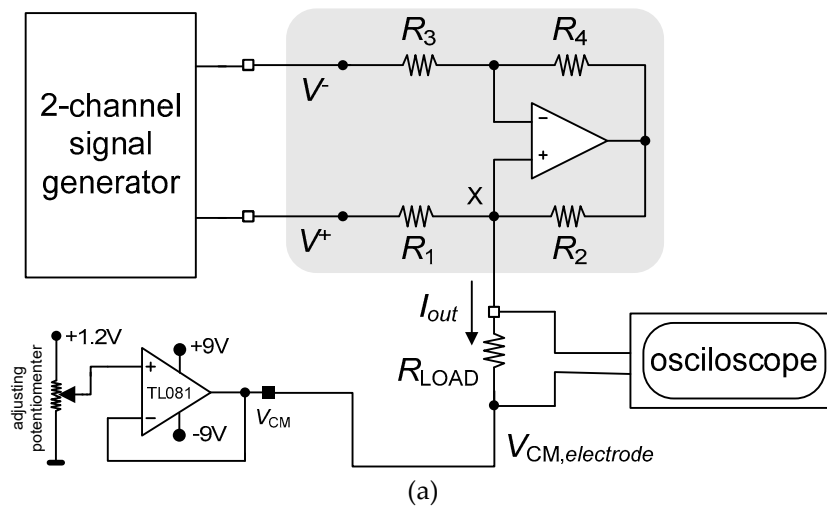 2-channel
signal
generator
V-
V+
R3
R4
−
+
X
R1
R2
Iout
RLOAD
osciloscope
VCM,electrode
+1.2V
adjusting
potentiomenter
+
−
TL081
+9V
-9V
VCM
(a)